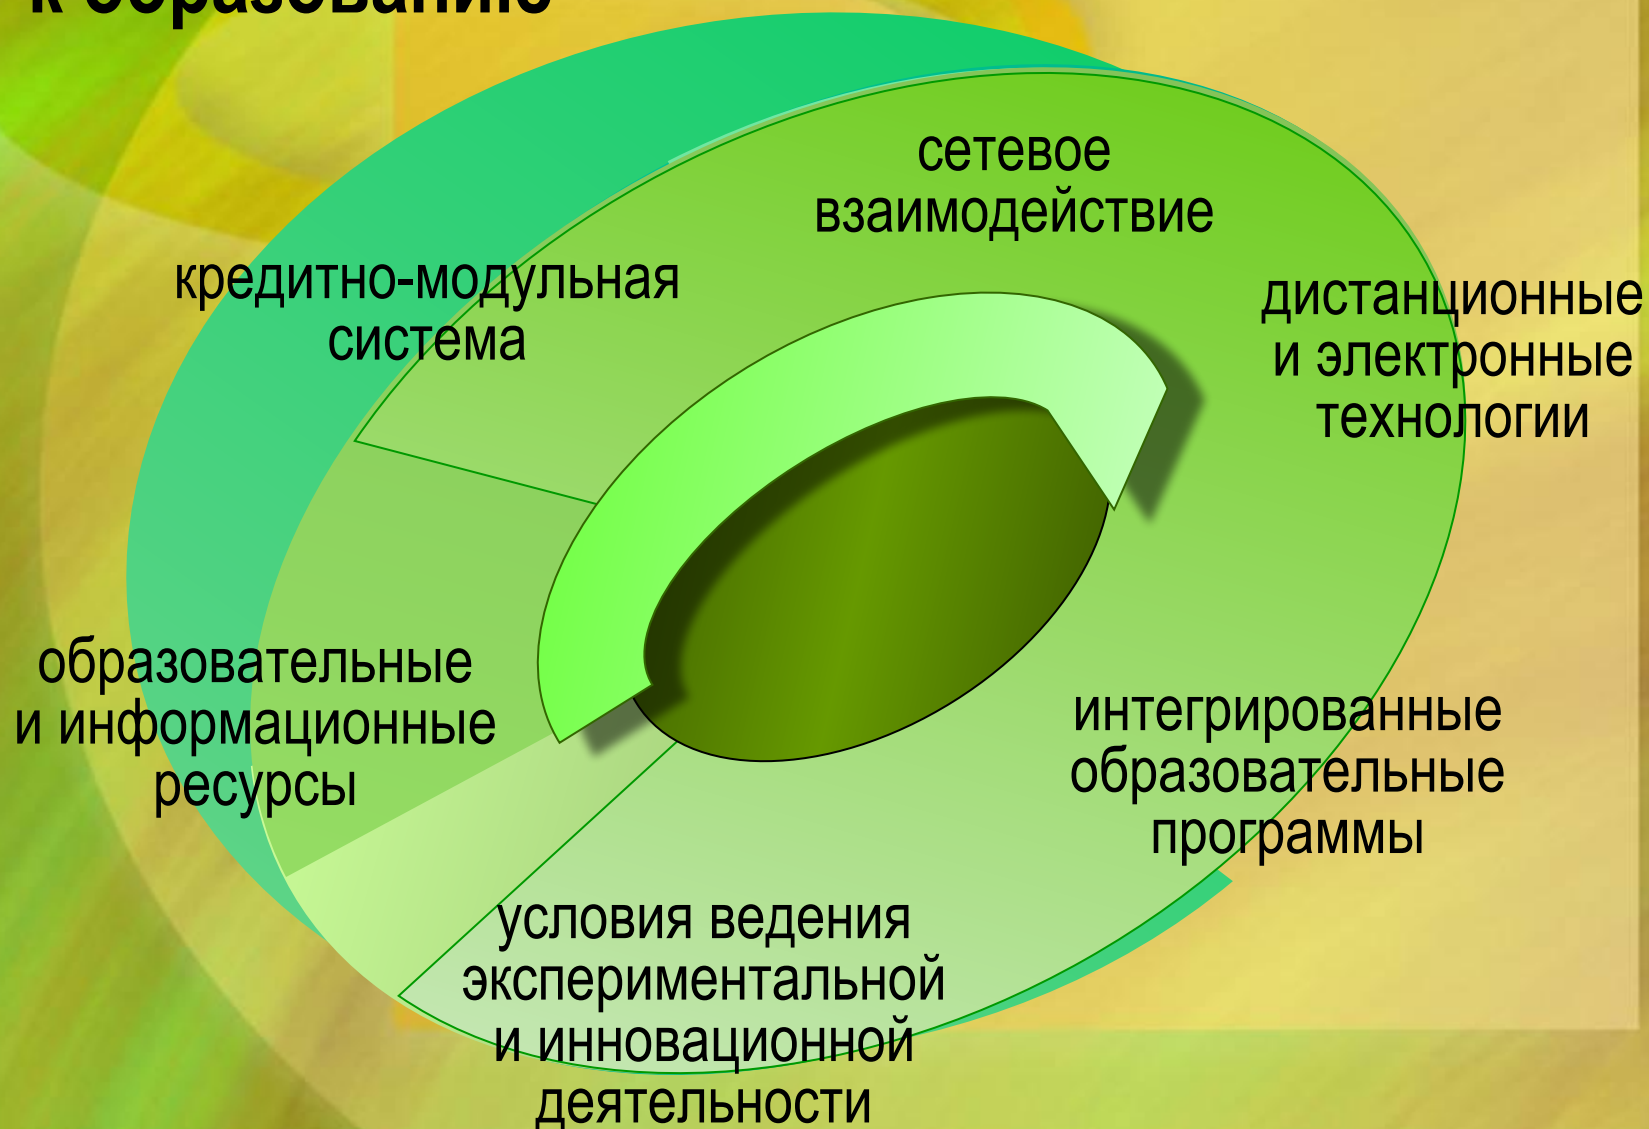 к образованию
сетевое
взаимодействие
кредитно-модульная
система
дистанционные
и электронные
технологии
образовательные
и информационные
ресурсы
интегрированные
образовательные
программы
условия ведения
экспериментальной
и инновационной
деятельности